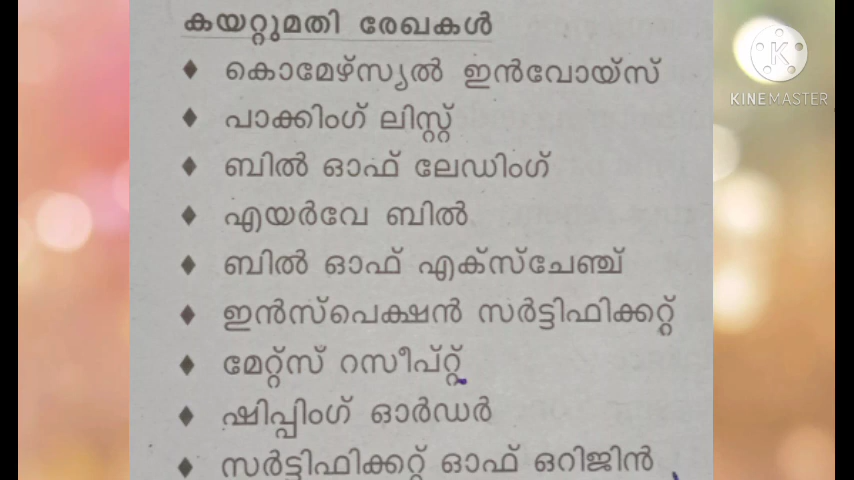 കയറ്റുമതി രേഖകൾ
♦ കൊമേഴ്സ്യൽ ഇൻവോയ്സ്
♦ പാക്കിംഗ് ലിസ്റ്റ്
♦ ബിൽ ഓഫ് ലേഡിംഗ്
♦ എയർവേ ബിൽ
♦ ബിൽ ഓഫ് എക്സ്ചേഞ്ച്
♦ ഇൻസ്പെക്ഷൻ സർട്ടിഫിക്കറ്റ്
♦ മേറ്റ്സ് റസീപ്റ്റ്
♦ ഷിപ്പിംഗ് ഓർഡർ
♦ സർട്ടിഫിക്കറ്റ് ഓഫ് ഒറിജിൻ
K
KINEMASTER